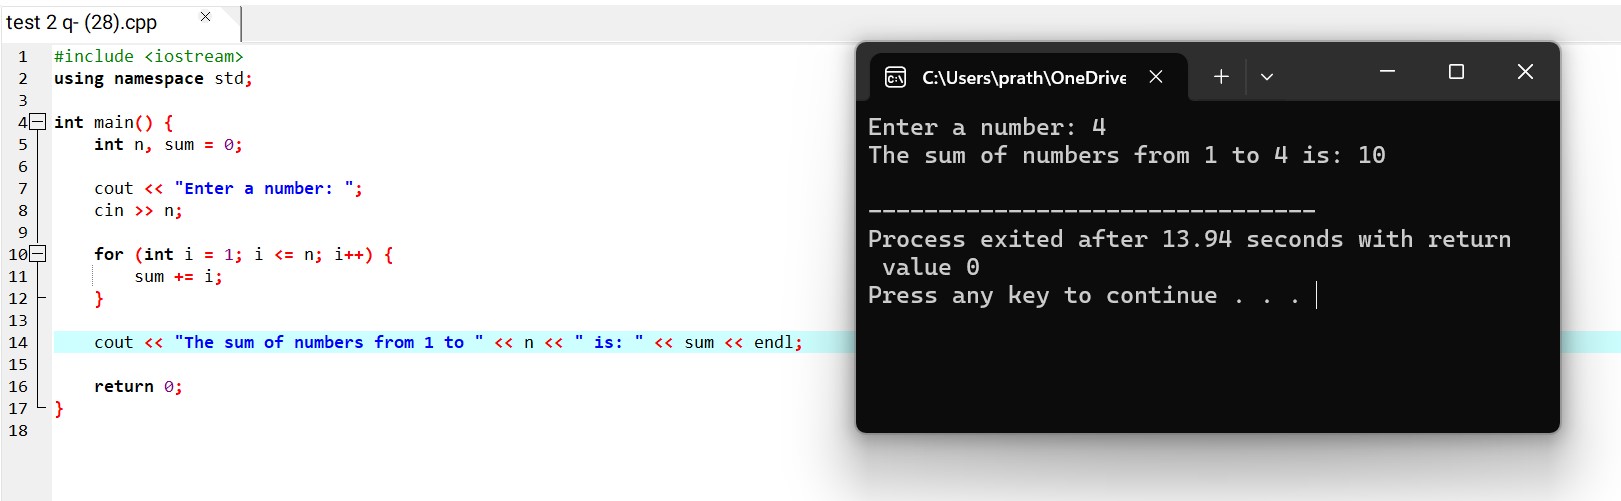 test 2 q- (28).cpp
1 #include <iostream>
2 using namespace std;
3
4 int main() {
5     int n, sum = 0;
6
7     cout << "Enter a number: ";
8     cin >> n;
9
10     for (int i = 1; i <= n; i++) {
11         sum += i;
12     }
13
14     cout << "The sum of numbers from 1 to " << n << " is: " << sum << endl;
15
16     return 0;
17 }
18
C:\Users\prath\OneDrive
Enter a number: 4
The sum of numbers from 1 to 4 is: 10
--------------------------------
Process exited after 13.94 seconds with return
 value 0
Press any key to continue . . .